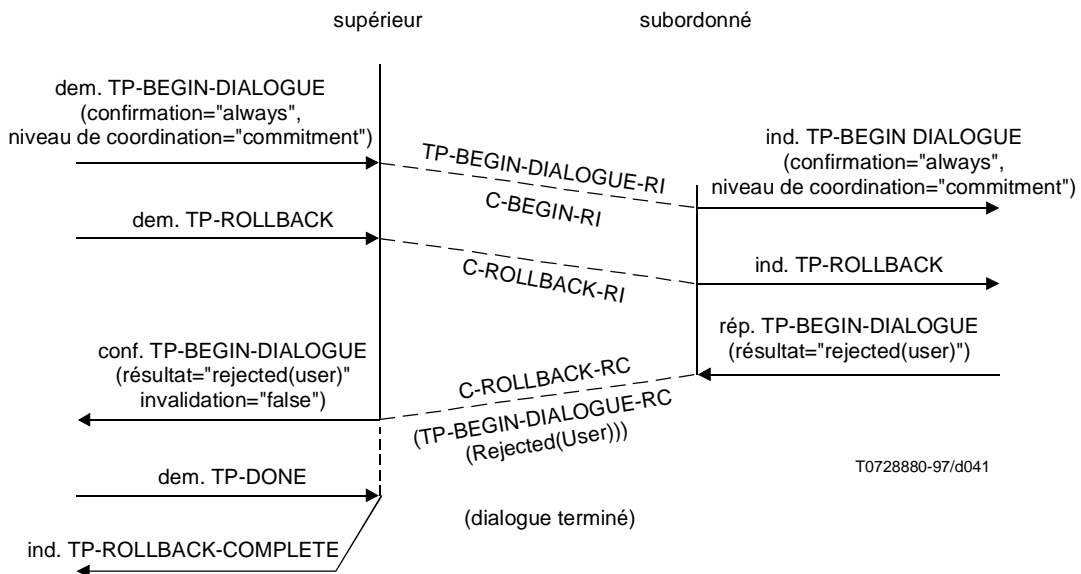 supérieur
subordonné
dem. TP-BEGIN-DIALOGUE
(confirmation="always",
niveau de coordination="commitment")
ind. TP-BEGIN DIALOGUE
(confirmation="always",
niveau de coordination="commitment")
TP-BEGIN-DIALOGUE-RI
C-BEGIN-RI
dem. TP-ROLLBACK
C-ROLLBACK-RI
ind. TP-ROLLBACK
rép. TP-BEGIN-DIALOGUE
(résultat="rejected(user)")
conf. TP-BEGIN-DIALOGUE
(résultat="rejected(user)"
invalidation="false")
C-ROLLBACK-RC
(TP-BEGIN-DIALOGUE-RC
(Rejected(User)))
T0728880-97/d041
dem. TP-DONE
(dialogue terminé)
ind. TP-ROLLBACK-COMPLETE